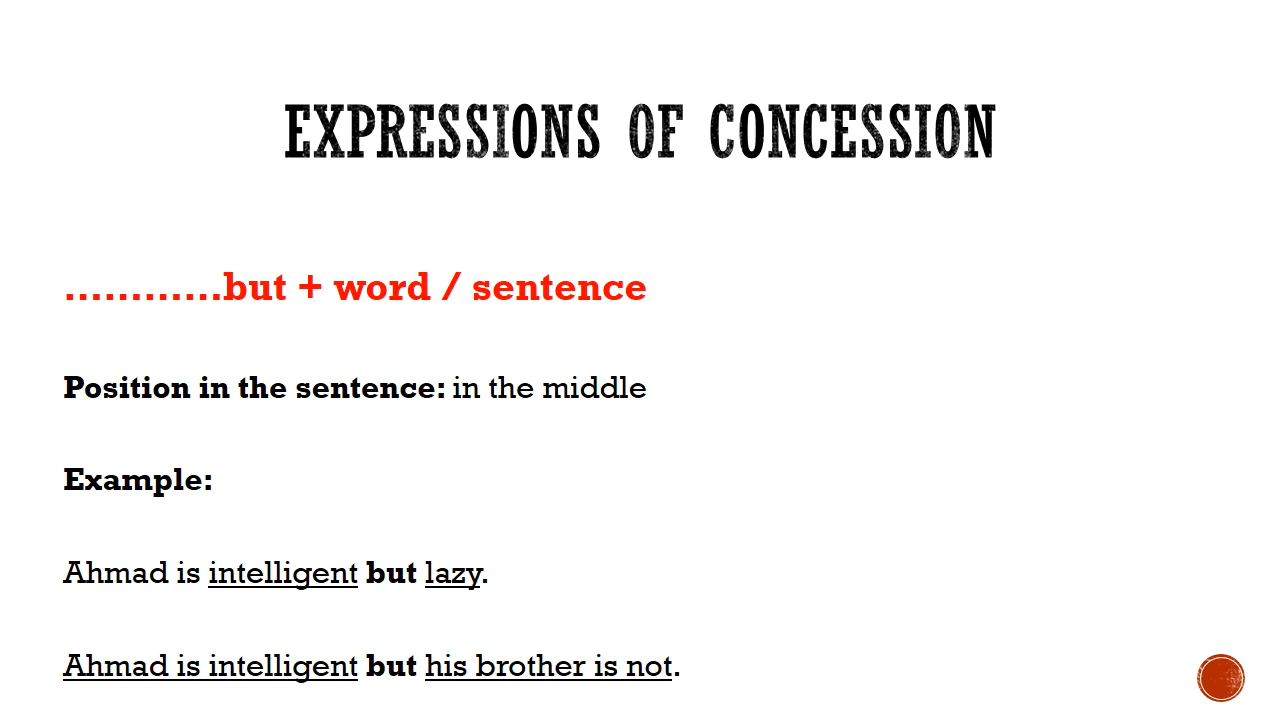 EXPRESSIONS OF CONCESSION
............but + word / sentence
Position in the sentence: in the middle
Example:
Ahmad is intelligent but lazy.
Ahmad is intelligent but his brother is not.